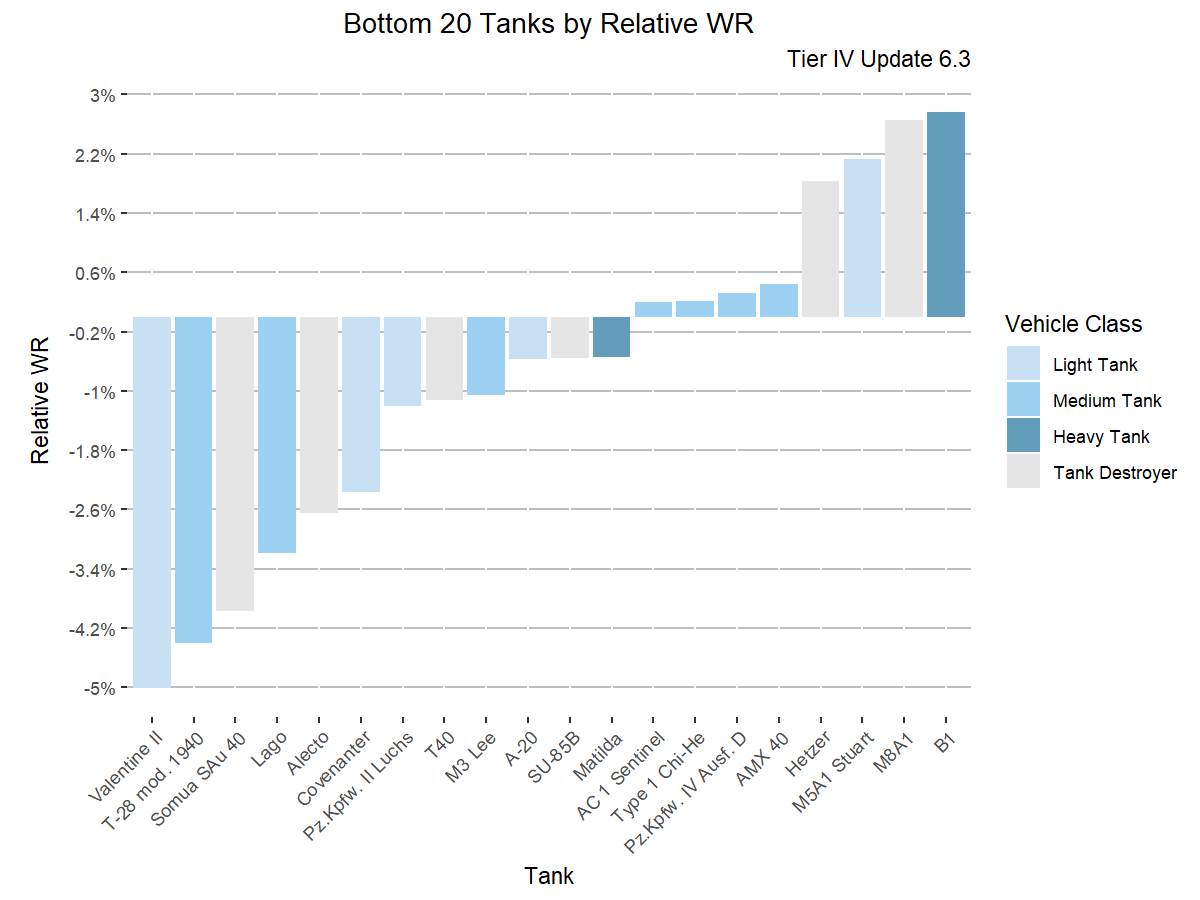 Bottom 20 Tanks by Relative WR
Tier IV Update 6.3
3%
2.2%
1.4%
0.6%
-0.2%
-1%
-1.8%
-2.6%
-3.4%
-4.2%
-5%
Relative WR
Valentine II
T-28 mod. 1940
Somua SAu 40
Lago
Alecto
Covenanter
Pz.Kpfw. II Luchs
T40
M3 Lee
A-20
SU-85B
Matilda
AC 1 Sentinel
Type 1 Chi-He
Pz.Kpfw. IV Ausf. D
AMX 40
Hetzer
M5A1 Stuart
M8A1
B1
Tank
Vehicle Class
Light Tank
Medium Tank
Heavy Tank
Tank Destroyer